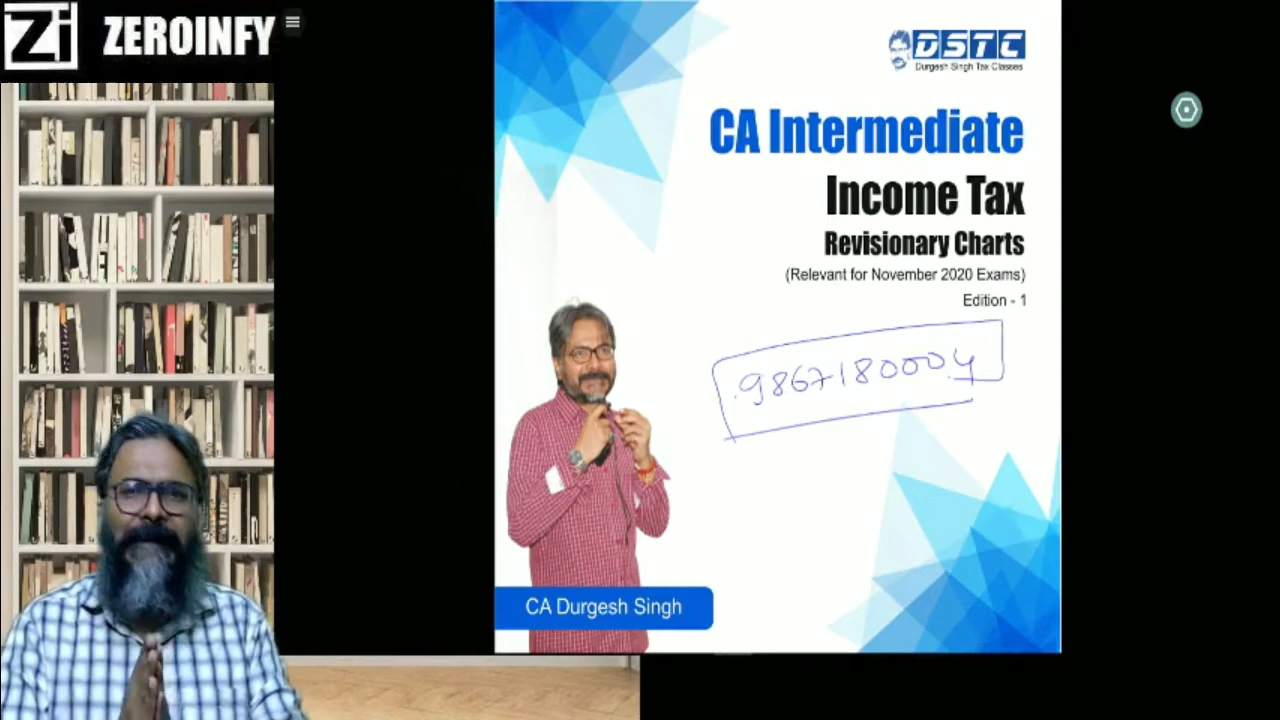 Zi ZEROINFY
DSTC
Durgesh Singh Tax Classes
CA Intermediate
Income Tax
Revisionary Charts
(Relevant for November 2020 Exams)
Edition - 1
9867180004
CA Durgesh Singh